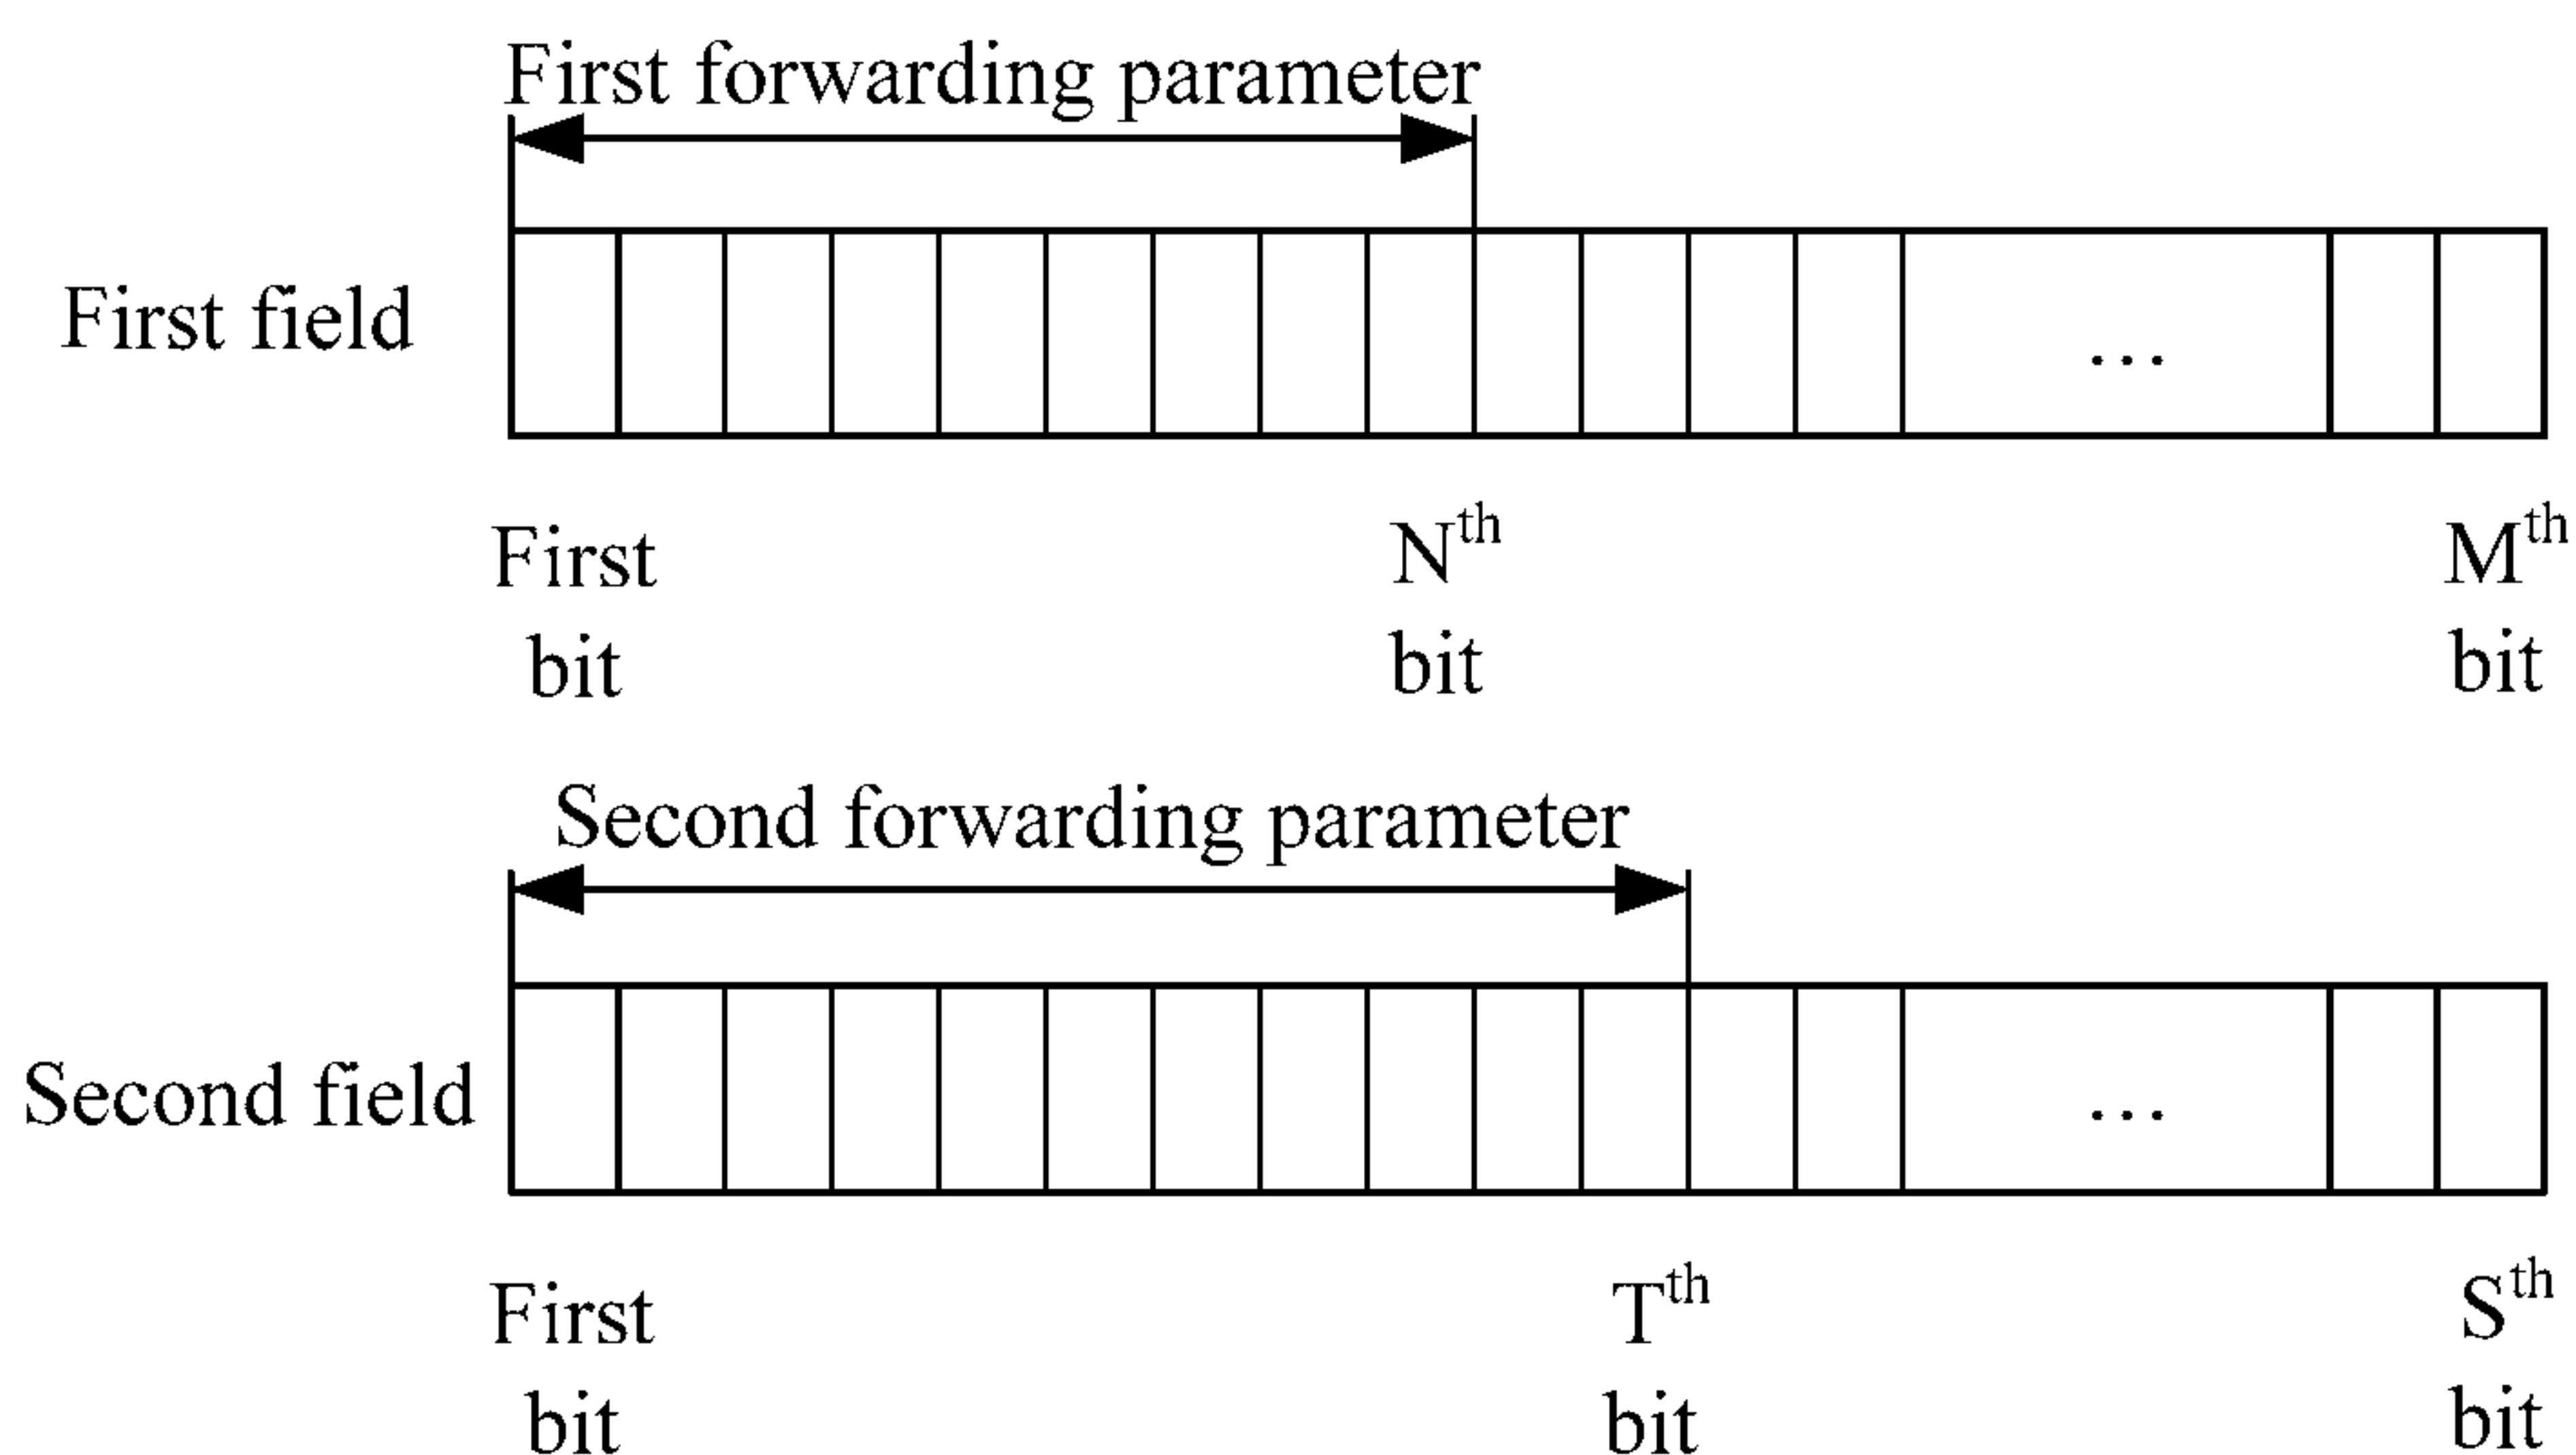 First forwarding parameter
First field
...
First bit
Nth bit
Mth bit
Second forwarding parameter
Second field
...
First bit
Tth bit
Sth bit